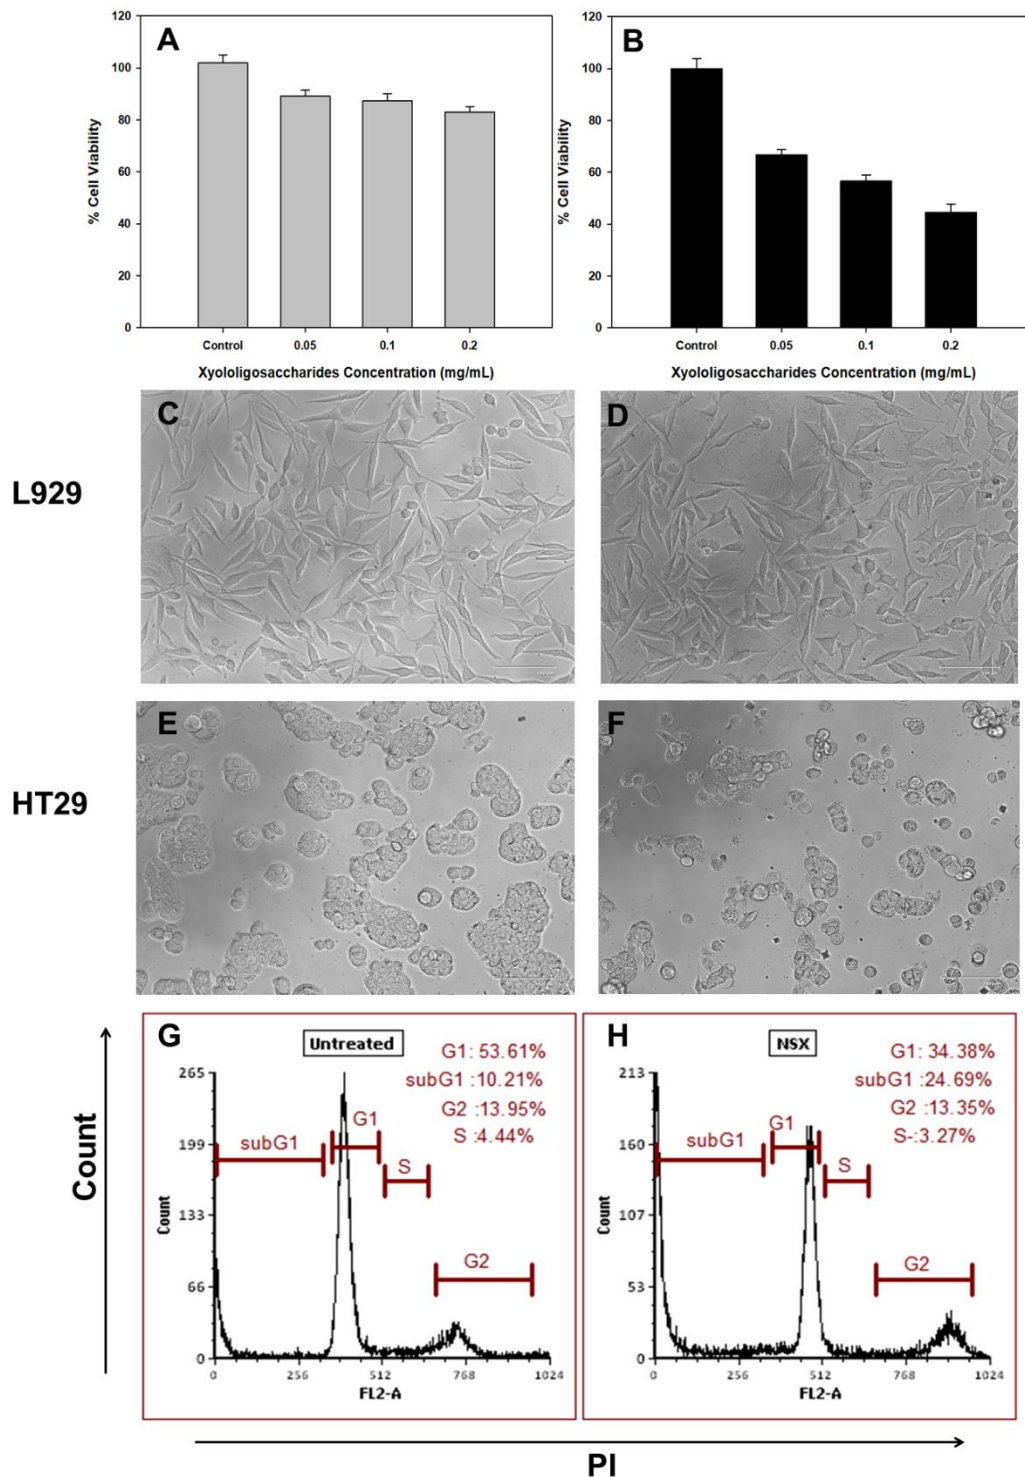 A
120
100
80
60
40
20
0
% Cell Viability
Control 0.05 0.1 0.2
Xyololigosaccharides Concentration (mg/mL)
B
120
100
80
60
40
20
0
% Cell Viability
Control 0.05 0.1 0.2
Xyololigosaccharides Concentration (mg/mL)
L929
C
D
HT29
E
F
Count
G
Untreated
G1: 53.61%
subG1 :10.21%
G2 :13.95%
S :4.44%
265
199
133
66
0
Count
subG1
G1
S
G2
0 256 512 768 1024
FL2-A
H
NSX
G1: 34.38%
subG1 :24.69%
G2 :13.35%
S-:3.27%
213
160
107
53
0
Count
subG1
G1
S
G2
0 256 512 768 1024
FL2-A
PI